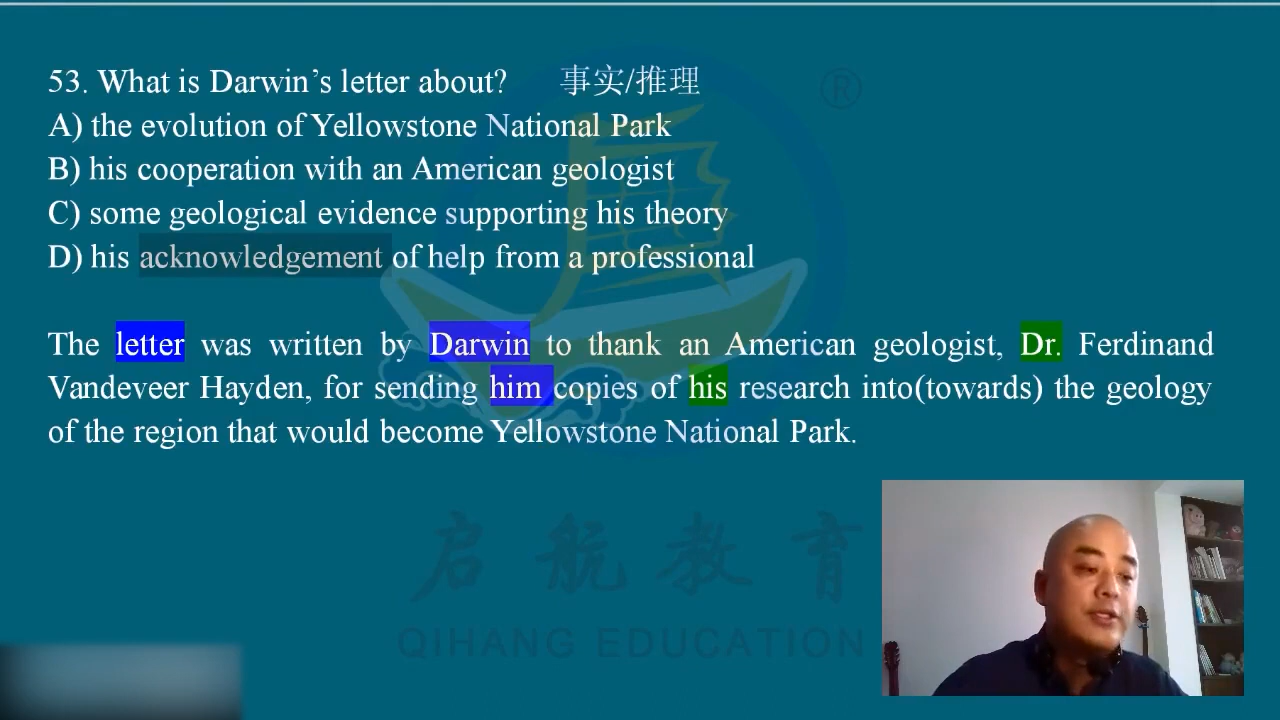 53. What is Darwin’s letter about? 事实/推理
®
A) the evolution of Yellowstone National Park
B) his cooperation with an American geologist
C) some geological evidence supporting his theory
D) his acknowledgement of help from a professional
The letter was written by Darwin to thank an American geologist, Dr. Ferdinand
Vandeveer Hayden, for sending him copies of his research into(towards) the geology
of the region that would become Yellowstone National Park.
启航教育
QIHANG EDUCATION